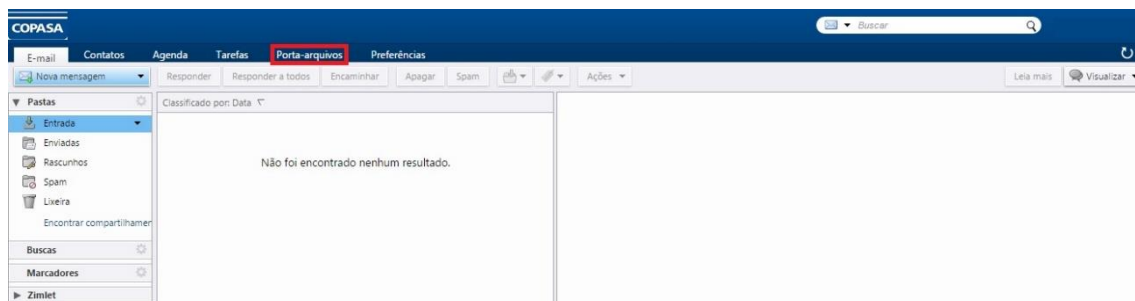 COPASA
Buscar
E-mail Contatos Agenda Tarefas Porta-arquivos Preferências
Nova mensagem Responder Responder a todos Encaminhar Apagar Spam Ações Leia mais Visualizar
Pastas Classificado por: Data
Entrada
Enviadas
Rascunhos Não foi encontrado nenhum resultado.
Spam
Lixeira
Encontrar compartilhamen
Buscas
Marcadores
Zimlet